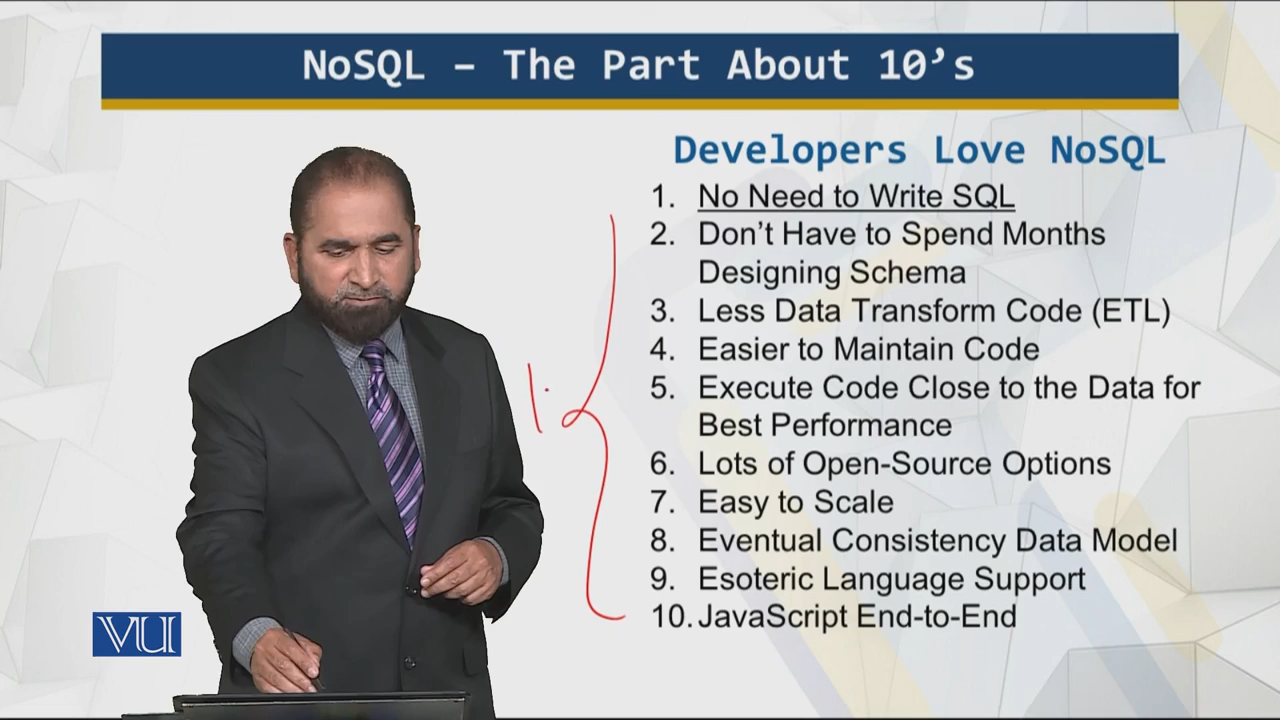 NoSQL – The Part About 10’s
Developers Love NoSQL
1. No Need to Write SQL
2. Don’t Have to Spend Months
Designing Schema
3. Less Data Transform Code (ETL)
4. Easier to Maintain Code
5. Execute Code Close to the Data for
Best Performance
6. Lots of Open-Source Options
7. Easy to Scale
8. Eventual Consistency Data Model
9. Esoteric Language Support
10. JavaScript End-to-End
VU